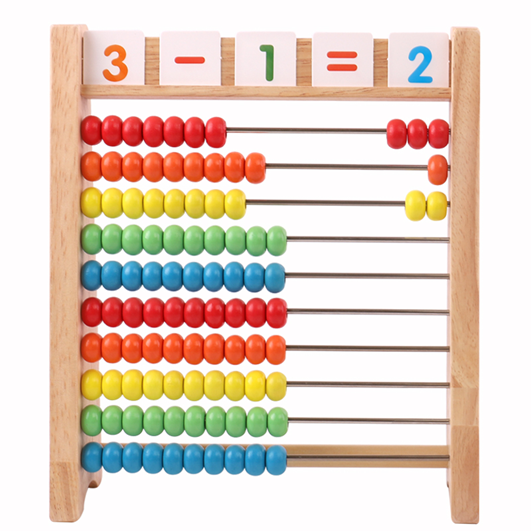 3 - 1 = 2